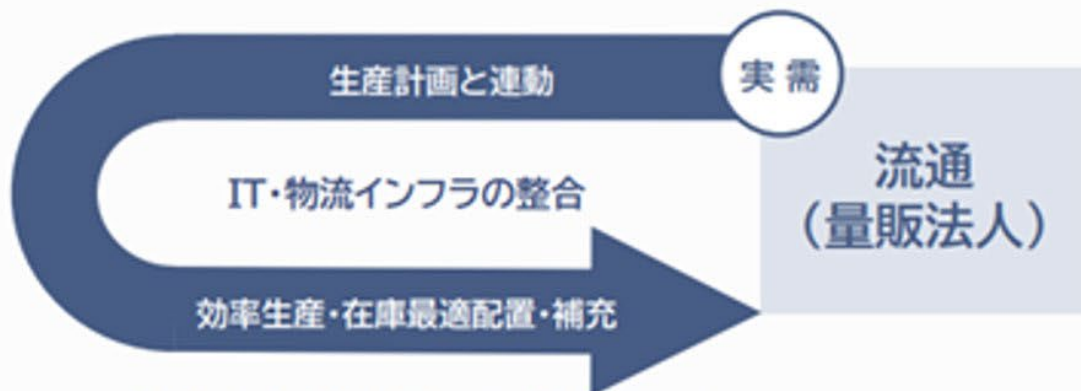 生産計画と連動
実需
流通
（量販法人）
IT・物流インフラの整合
効率生産・在庫最適配置・補充